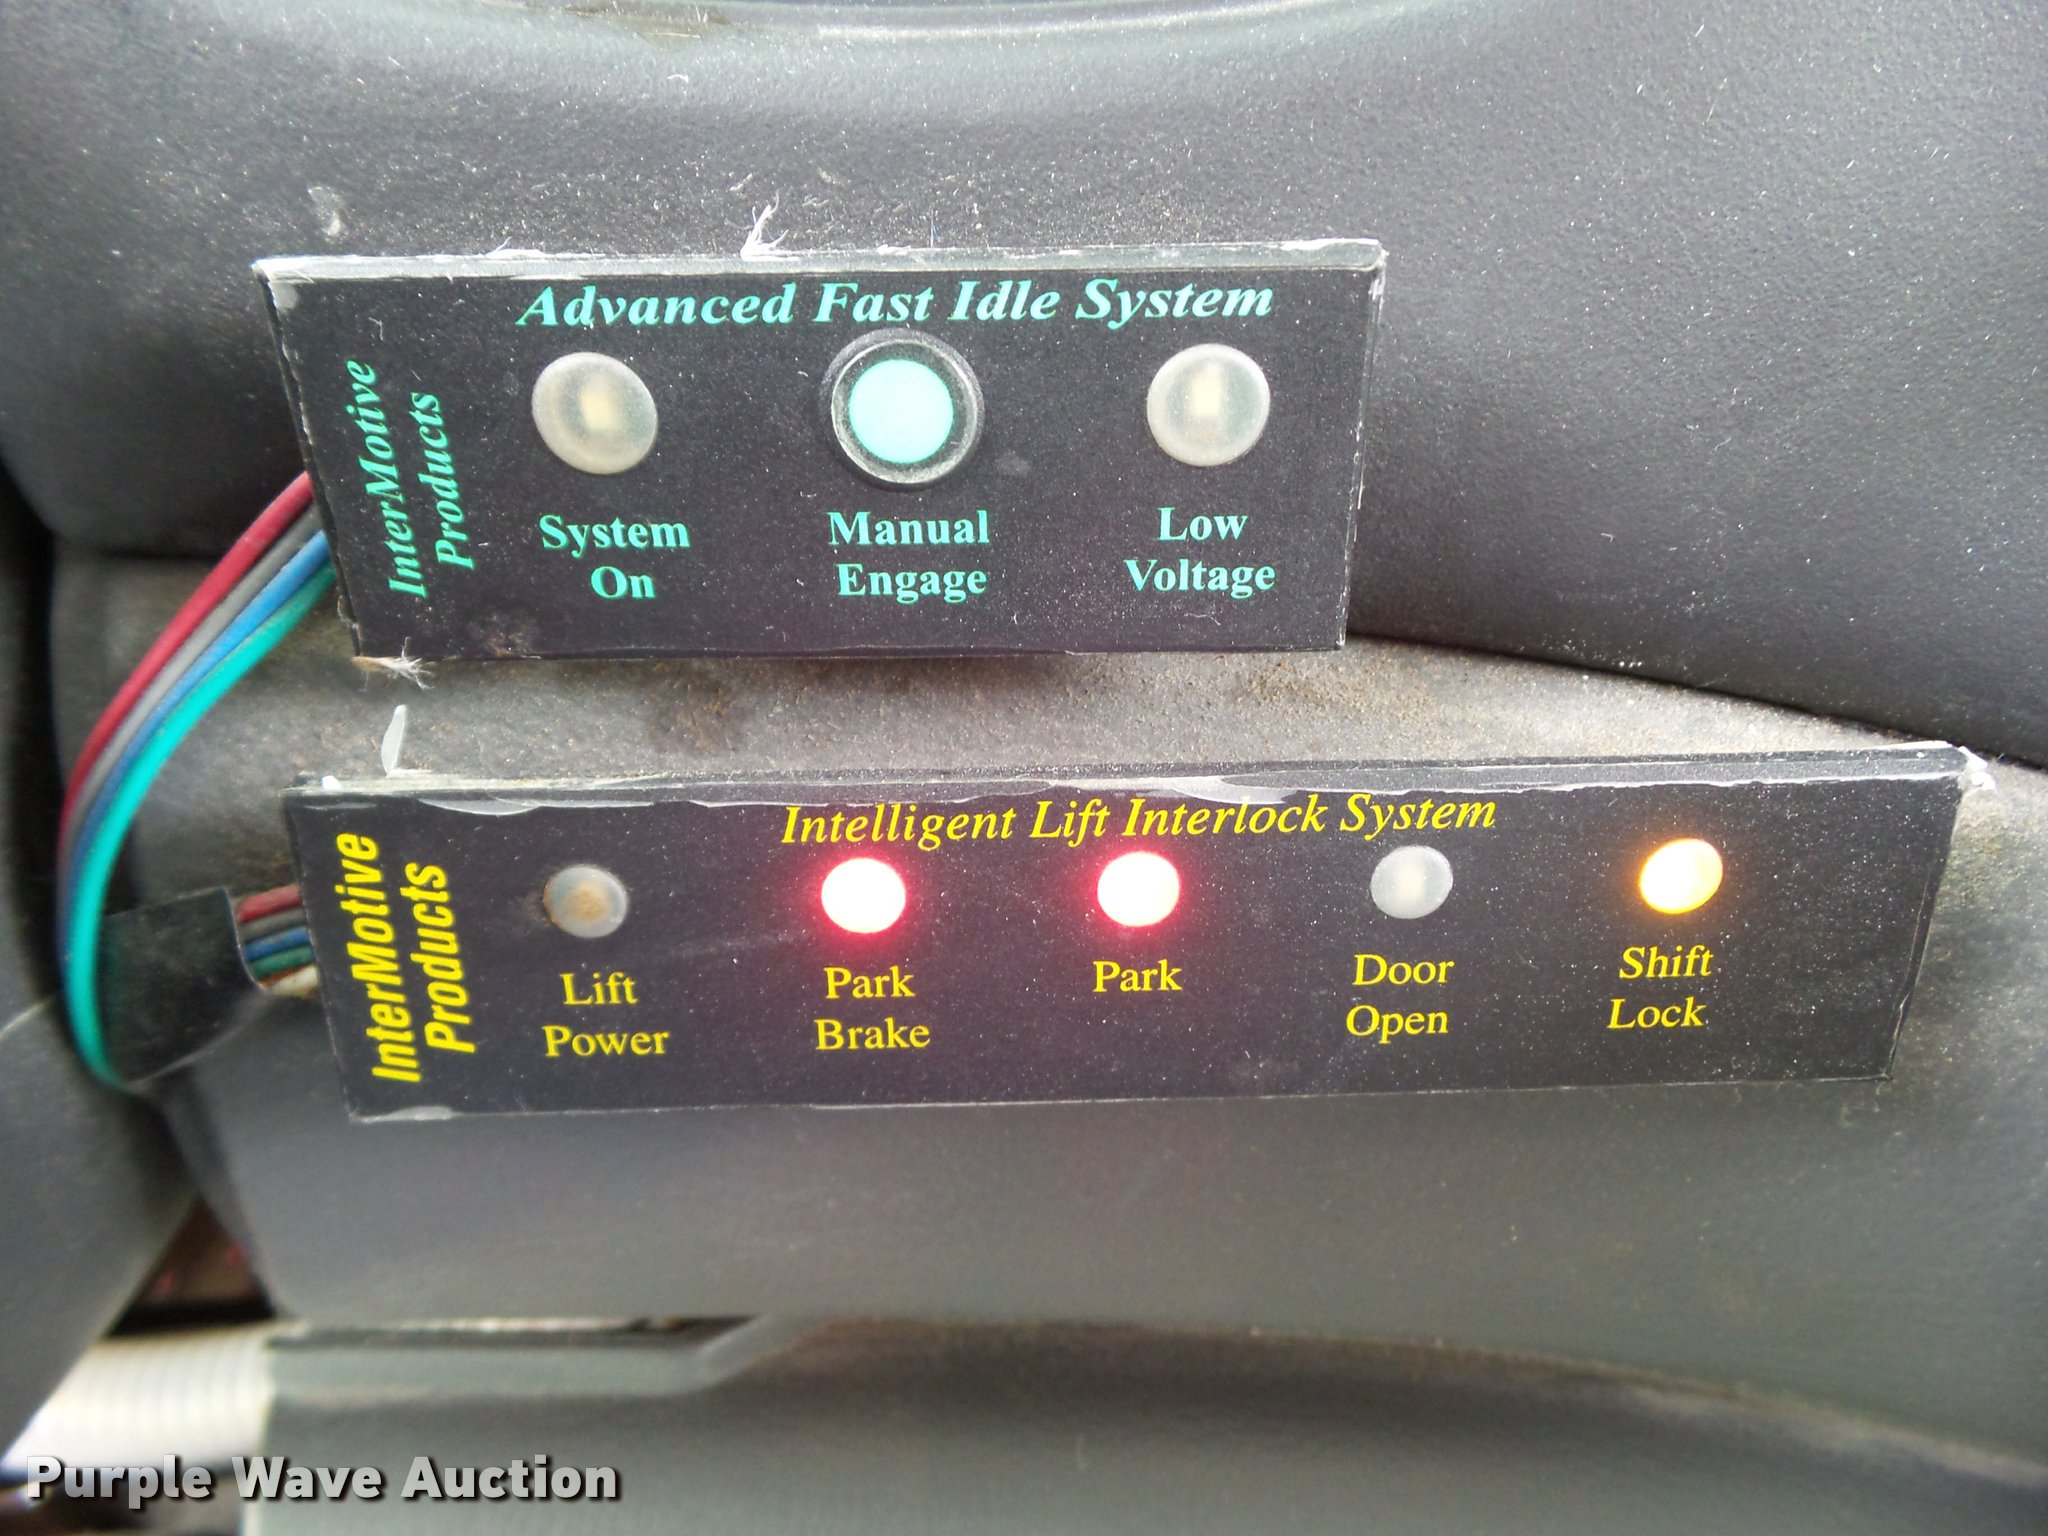 Advanced Fast Idle System
InterMotive
Products
System
On
Manual
Engage
Low
Voltage
Intelligent Lift Interlock System
InterMotive
Products
Lift
Power
Park
Brake
Park
Door
Open
Shift
Lock
Purple Wave Auction